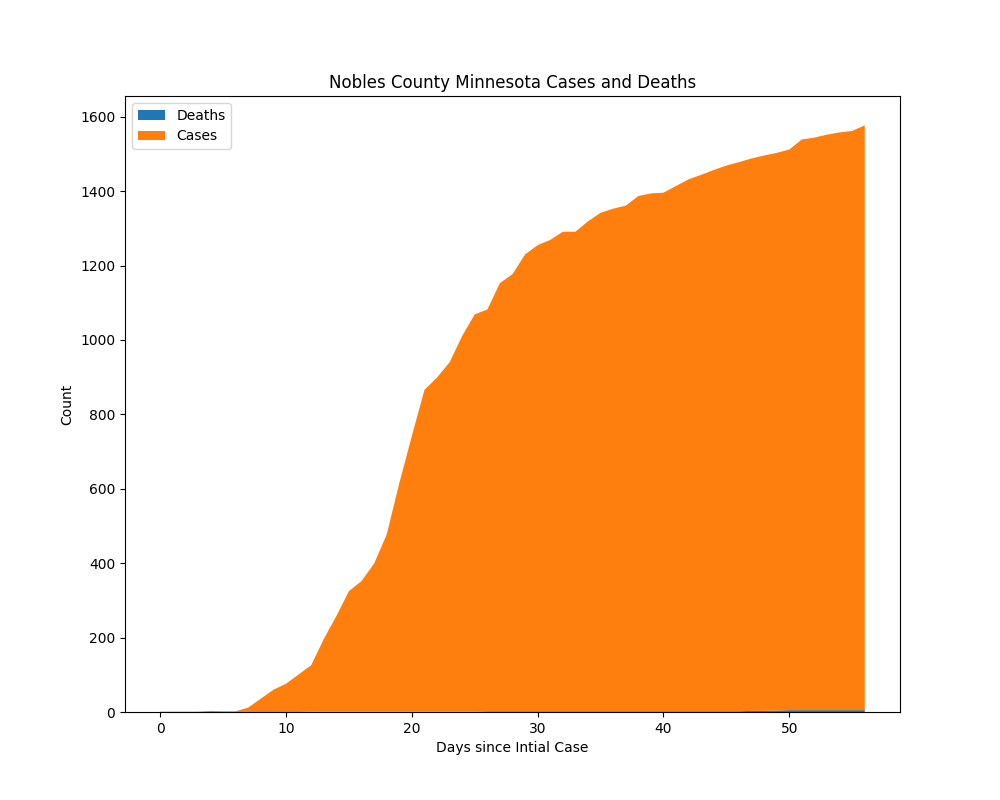 Nobles County Minnesota Cases and Deaths
Deaths
Cases
1600
1400
1200
1000
800
600
400
200
0
Count
0 10 20 30 40 50
Days since Intial Case